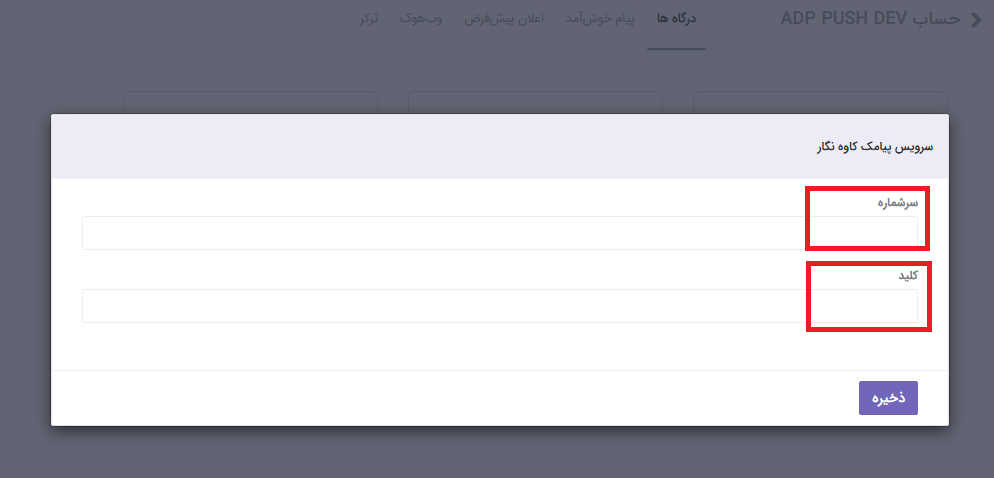 حساب ADP PUSH DEV
درگاه ها پیام خوش‌آمد اعلان پیش‌فرض وب‌هوک ترکر
سرویس پیامک کاوه نگار
سرشماره
کلید
ذخیره